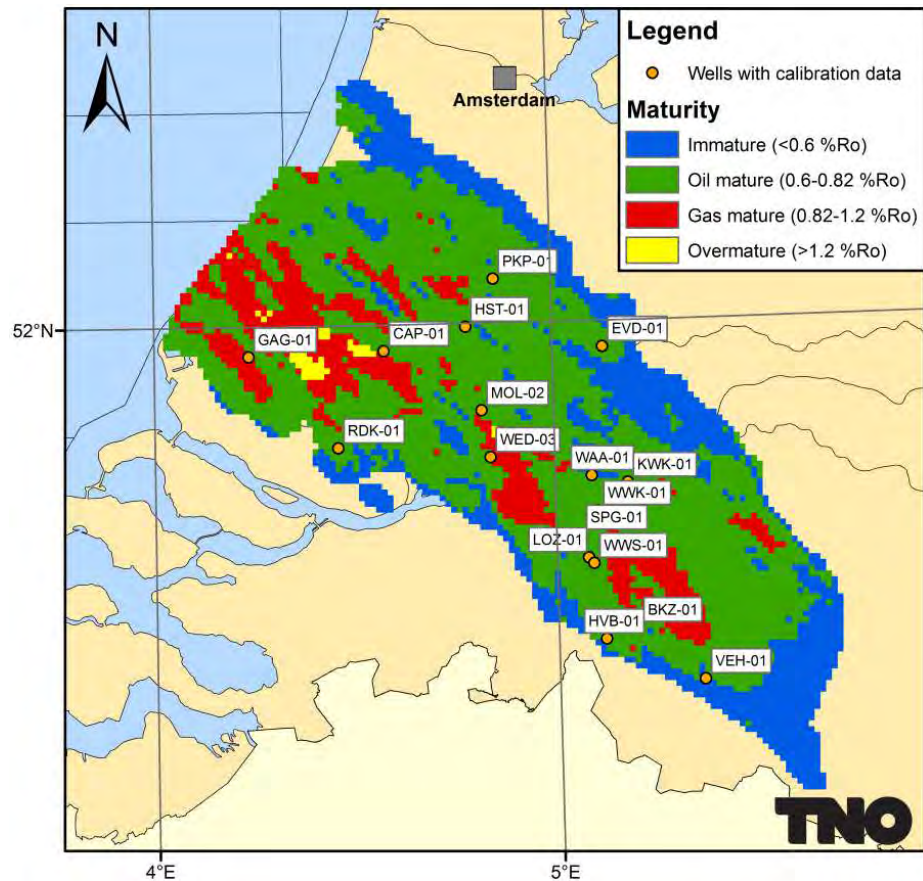 N
Amsterdam
Legend
Wells with calibration data
Maturity
Immature (<0.6 %Ro)
Oil mature (0.6-0.82 %Ro)
Gas mature (0.82-1.2 %Ro)
Overmature (>1.2 %Ro)
PKP-01
HST-01
EVD-01
52°N
GAG-01
CAP-01
MOL-02
RDK-01
WED-03
WAA-01
KWK-01
WWK-01
SPG-01
LOZ-01
WWS-01
HVB-01
BKZ-01
VEH-01
TNO
4°E
5°E